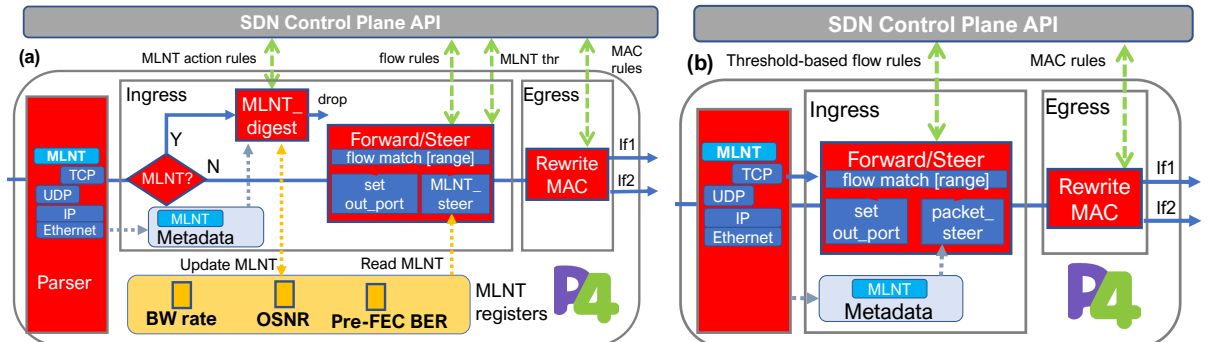 SDN Control Plane API
(a)
MLNT action rules
flow rules
MLNT thr
MAC
rules
Ingress
MLNT_
digest
drop
Egress
Y
Forward/Steer
flow match [range]
MLNT
TCP
UDP
IP
Ethernet
MLNT?
N
set
out_port
MLNT_
steer
Rewrite
MAC
If1
If2
MLNT
Metadata
Parser
Update MLNT
Read MLNT
BW rate
OSNR
Pre-FEC BER
MLNT
registers
P4
SDN Control Plane API
(b)
Threshold-based flow rules
MAC rules
Ingress
Egress
MLNT
TCP
UDP
IP
Ethernet
Forward/Steer
flow match [range]
set
out_port
packet_
steer
Rewrite
MAC
If1
If2
MLNT
Metadata
Parser
P4